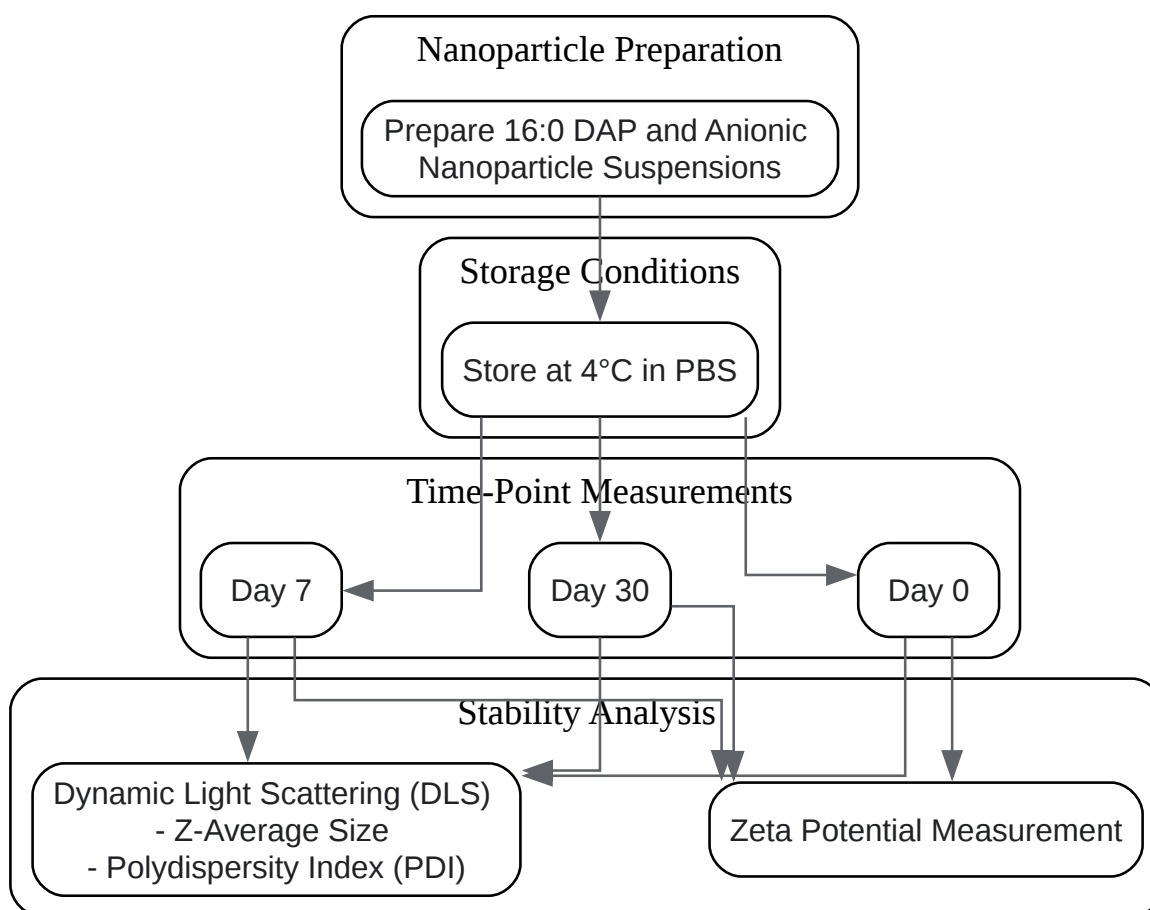 Nanoparticle Preparation
Prepare 16:0 DAP and Anionic
Nanoparticle Suspensions
Storage Conditions
Store at 4°C in PBS
Time-Point Measurements
Day 7
Day 30
Day 0
Stability Analysis
Dynamic Light Scattering (DLS)
- Z-Average Size
- Polydispersity Index (PDI)
Zeta Potential Measurement